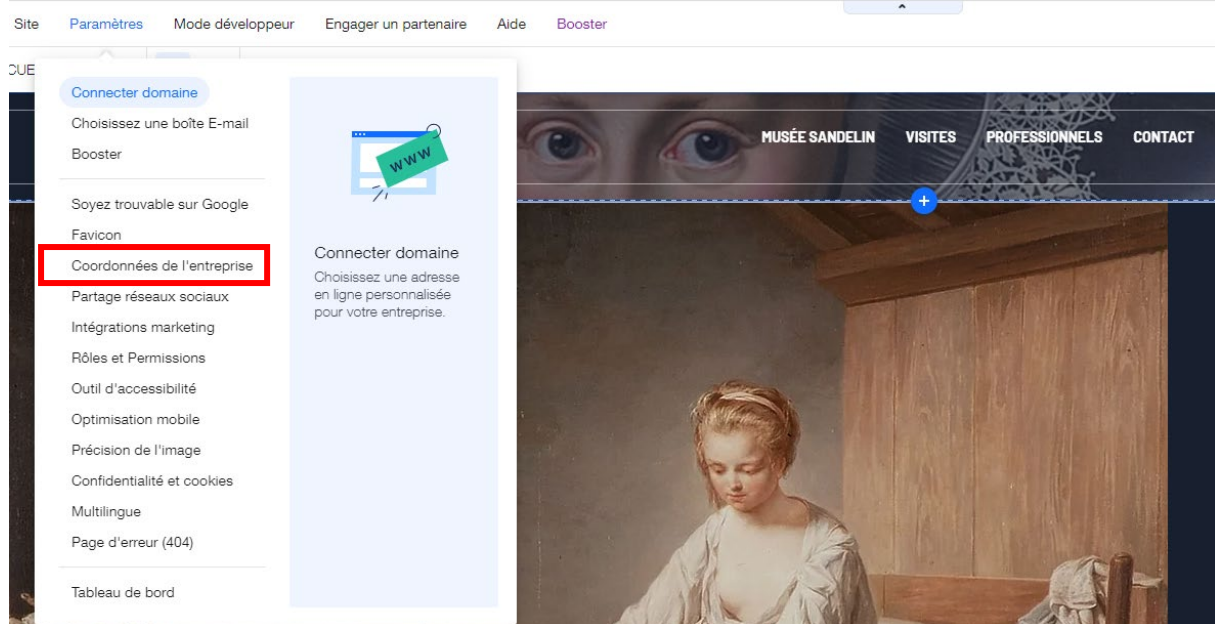 Site Paramètres Mode développeur Engager un partenaire Aide Booster
CUE
Connecter domaine
Choisissez une boîte E-mail
Booster
Soyez trouvable sur Google
Favicon
Coordonnées de l'entreprise
Partage réseaux sociaux
Intégrations marketing
Rôles et Permissions
Outil d'accessibilité
Optimisation mobile
Précision de l'image
Confidentialité et cookies
Multilingue
Page d'erreur (404)
Tableau de bord
www
Connecter domaine
Choisissez une adresse
en ligne personnalisée
pour votre entreprise.
MUSÉE SANDELIN VISITES PROFESSIONNELS CONTACT